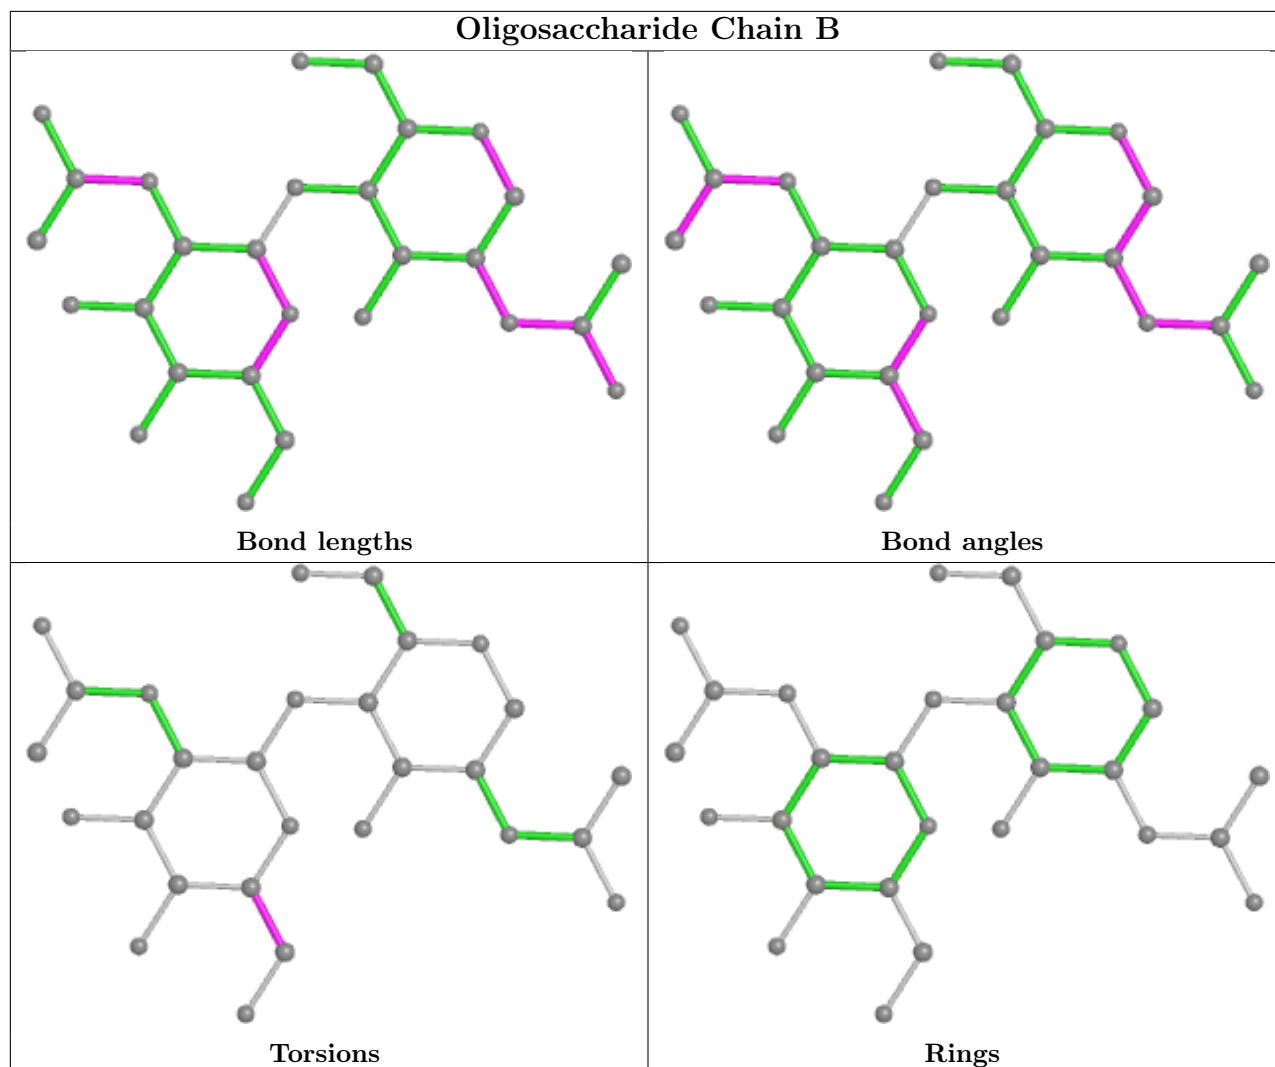 Oligosaccharide Chain B
Bond lengths
Bond angles
Torsions
Rings